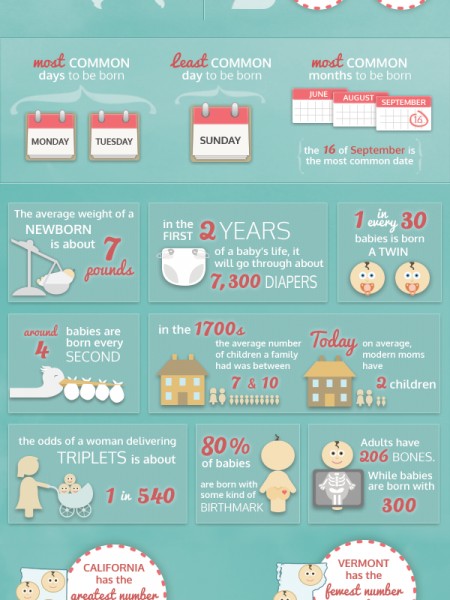 most COMMON
days to be born
MONDAY
TUESDAY
least COMMON
day to be born
SUNDAY
most COMMON
months to be born
JUNE
AUGUST
SEPTEMBER
16
the 16 of September is
the most common date
The average weight of a
NEWBORN
is about
7
pounds
in the
FIRST
2 YEARS
of a baby's life, it
will go through about
7,300 DIAPERS
1 in every 30
babies is born
A TWIN
around
4
babies are
born every
SECOND
in the 1700s
the average number
of children a family
had was between
7 & 10
Today
on average,
modern moms
have
2 children
the odds of a woman delivering
TRIPLETS is about
1 in 540
80%
of babies
are born with
some kind of
BIRTHMARK
Adults have
206 BONES.
While babies
are born with
300
CALIFORNIA
has the
greatest number
VERMONT
has the
fewest number